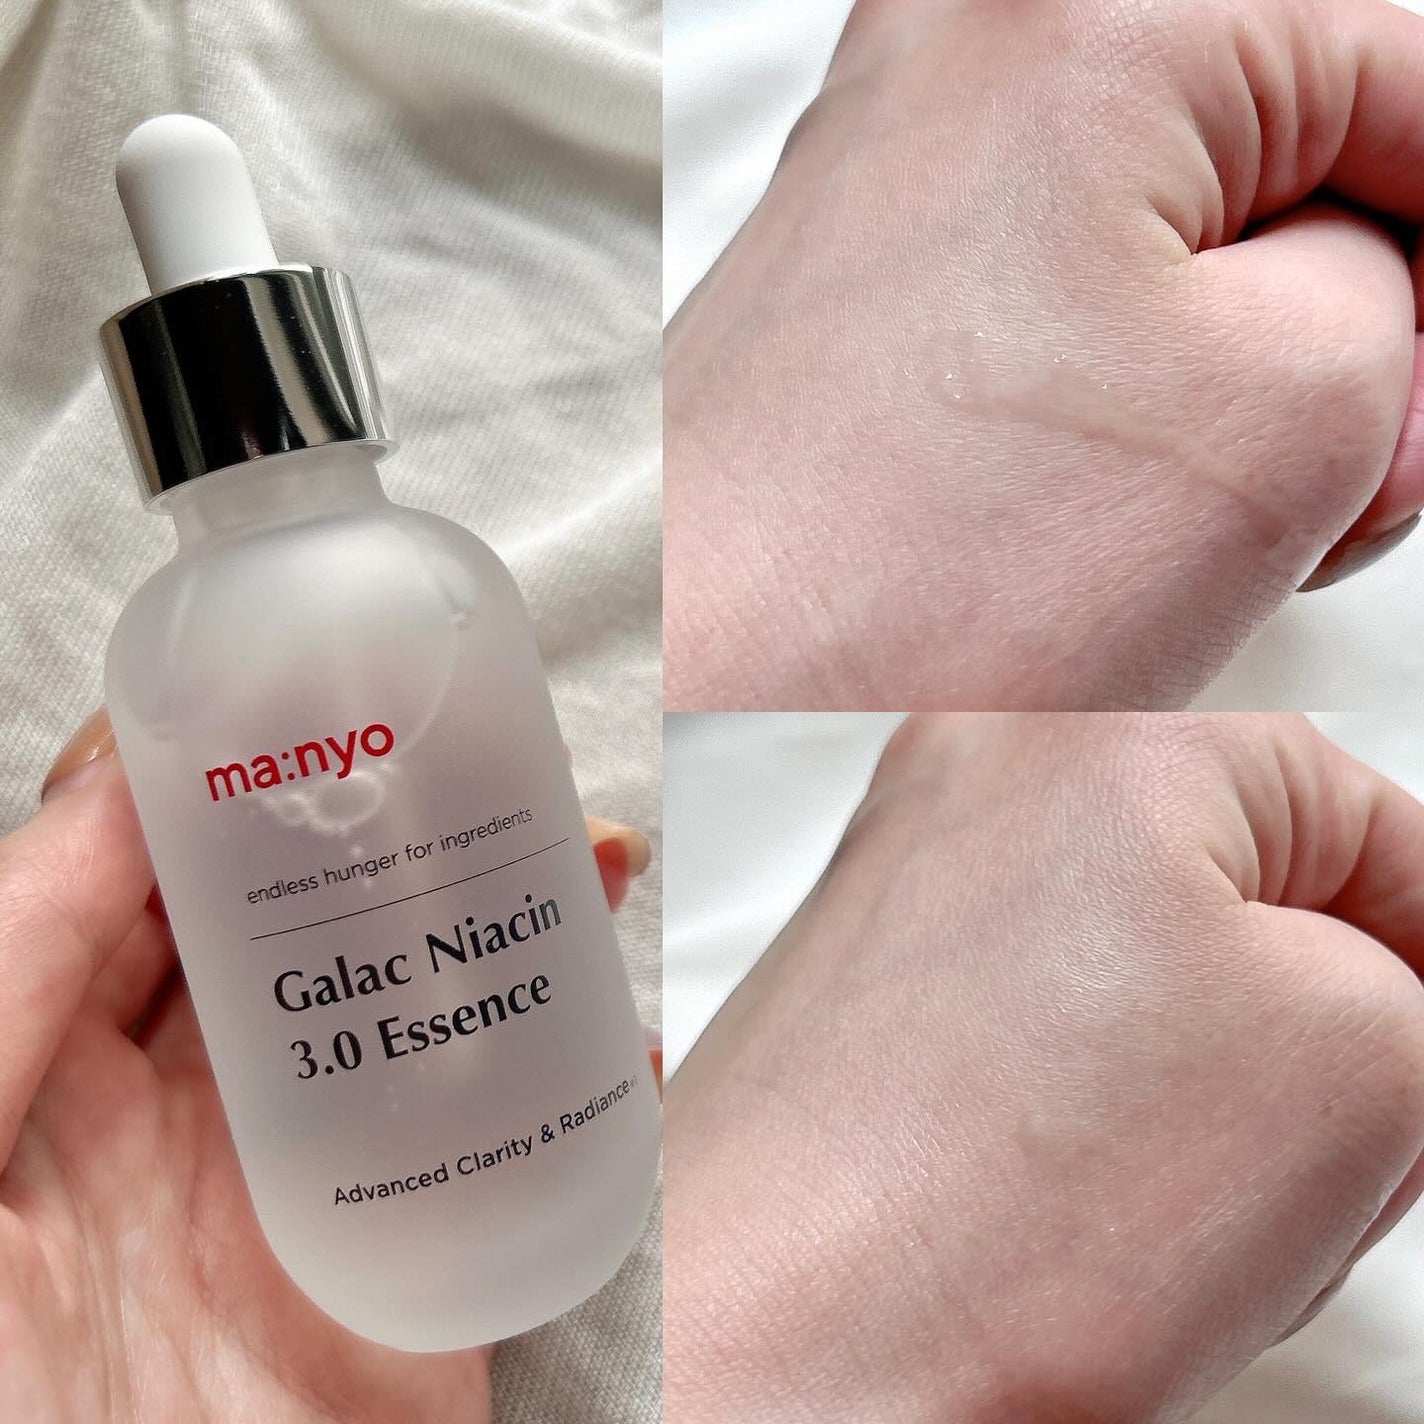 ma:nyo
endless hunger for ingredients
Galac Niacin
3.0 Essence
Advanced Clarity & Radiance